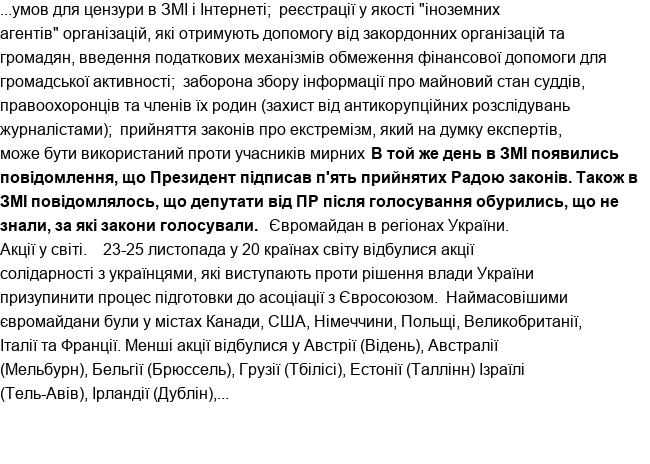 ...умов для цензури в ЗМІ і Інтернеті;  реєстрації у якості "іноземних
агентів" організацій, які отримують допомогу від закордонних організацій та
громадян, введення податкових механізмів обмеження фінансової допомоги для
громадської активності;  заборона збору інформації про майновий стан суддів,
правоохоронців та членів їх родин (захист від антикорупційних розслідувань
журналістами);  прийняття законів про екстремізм, який на думку експертів,
може бути використаний проти учасників мирних В той же день в ЗМІ появились
повідомлення, що Президент підписав п'ять прийнятих Радою законів. Також в
ЗМІ повідомлялось, що депутати від ПР після голосування обурились, що не
знали, за які закони голосували.   Євромайдан в регіонах України.
Акції у світі.    23-25 листопада у 20 країнах світу відбулися акції
солідарності з українцями, які виступають проти рішення влади України
призупинити процес підготовки до асоціації з Євросоюзом.  Наймасовішими
євромайдани були у містах Канади, США, Німеччини, Польщі, Великобританії,
Італії та Франції. Менші акції відбулися у Австрії (Відень), Австралії
(Мельбурн), Бельгії (Брюссель), Грузії (Тбілісі), Естонії (Таллінн) Ізраїлі
(Тель-Авів), Ірландії (Дублін),...